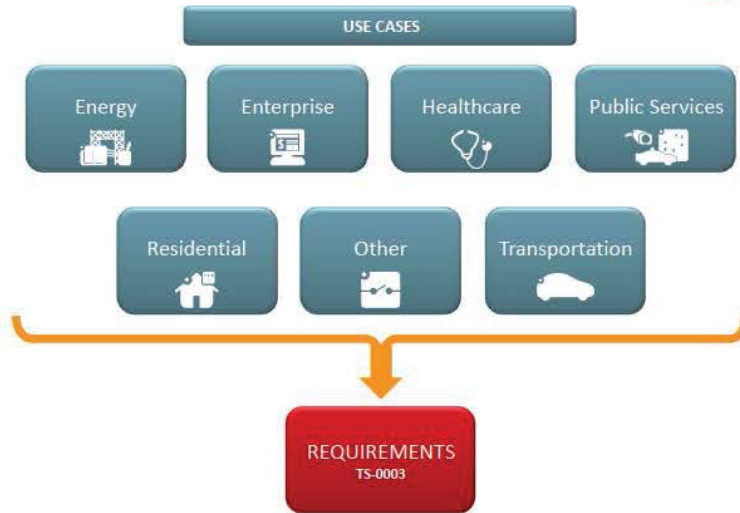 USE CASES
Energy
Enterprise
Healthcare
Public Services
Residential
Other
Transportation
REQUIREMENTS
TS-0003